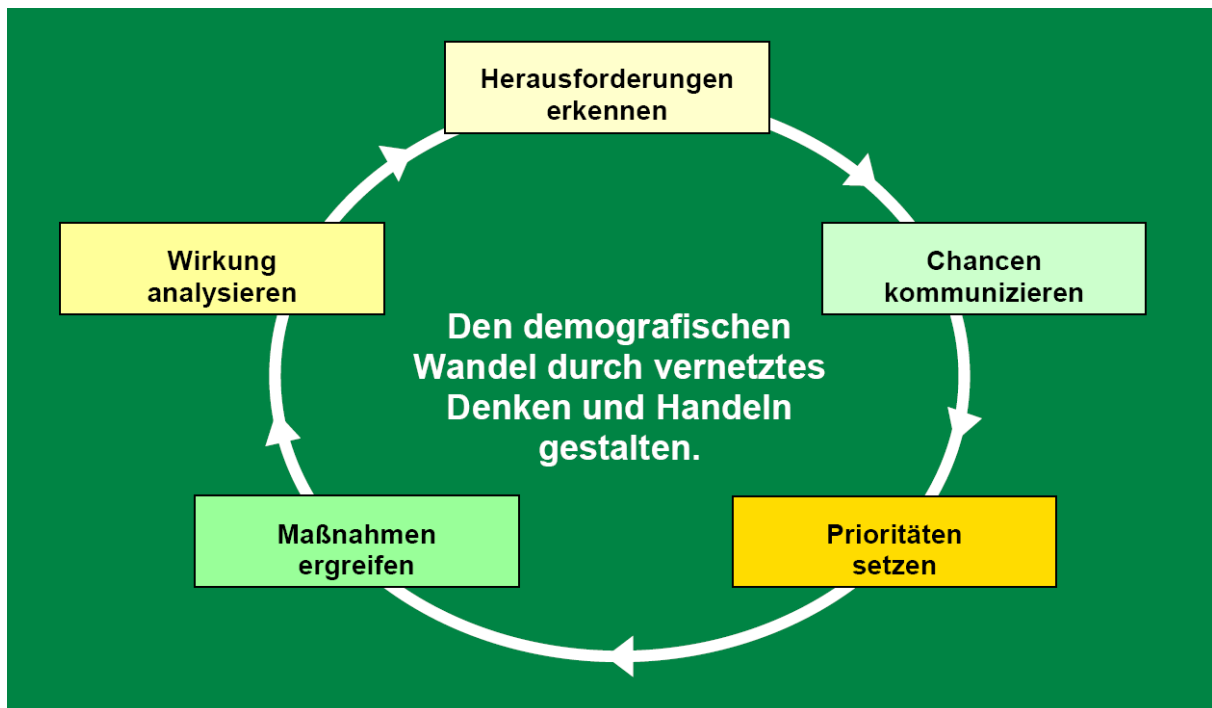 Herausforderungen
erkennen
Chancen
kommunizieren
Prioritäten
setzen
Maßnahmen
ergreifen
Wirkung
analysieren
Den demografischen
Wandel durch vernetztes
Denken und Handeln
gestalten.